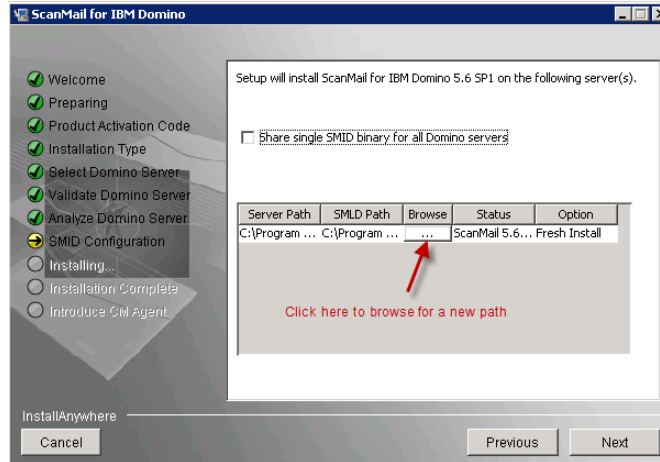 ScanMail for IBM Domino
Welcome
Preparing
Product Activation Code
Installation Type
Select Domino Server
Validate Domino Server
Analyze Domino Server
SMID Configuration
Installing...
Installation Complete
Introduce CM Agent
Setup will install ScanMail for IBM Domino 5.6 SP1 on the following server(s).
Share single SMID binary for all Domino servers
Server Path SMLD Path Browse Status Option
C:\Program ... C:\Program ... ... ScanMail 5.6... Fresh Install
Click here to browse for a new path
InstallAnywhere
Cancel Previous Next